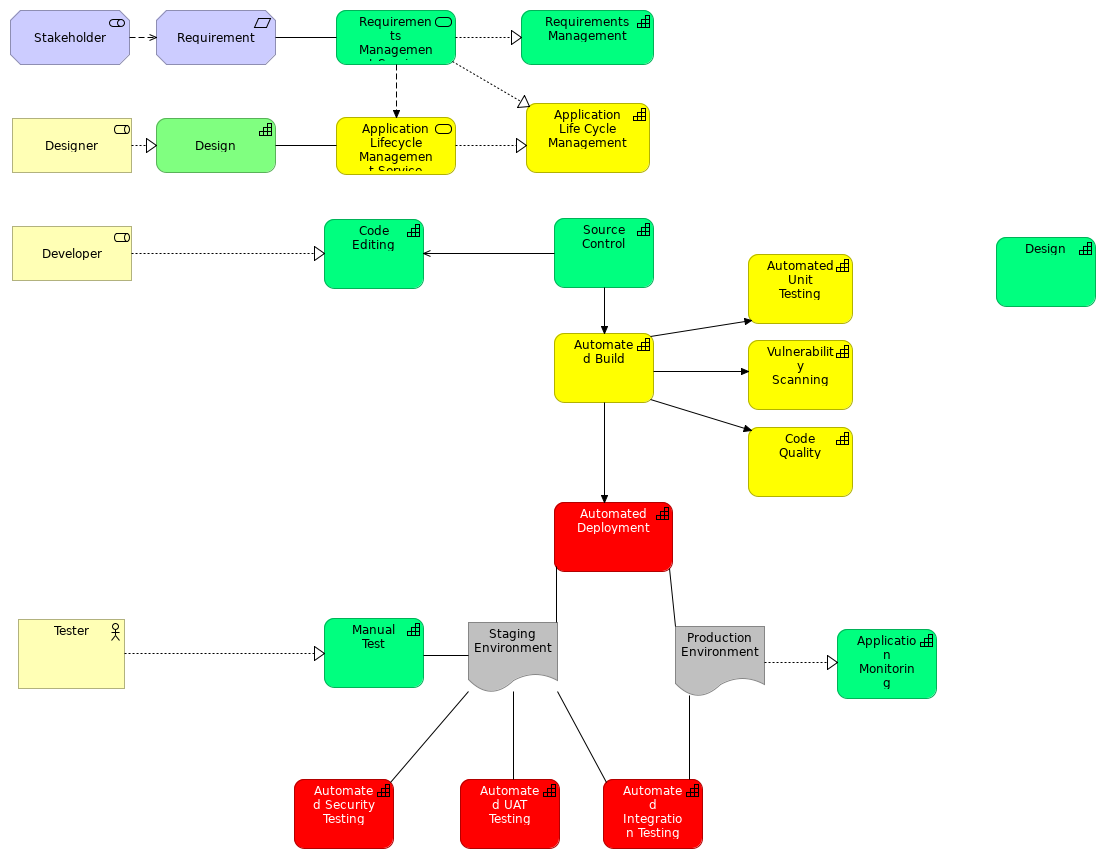 Stakeholder
Requirement
Requiremen
ts
Managemen
Requirements
Management
Designer
Design
Application
Lifecycle
Managemen
t Service
Application
Life Cycle
Management
Developer
Code
Editing
Source
Control
Automated
Unit
Testing
Design
Automate
d Build
Vulnerabilit
y
Scanning
Code
Quality
Automated
Deployment
Tester
Manual
Test
Staging
Environment
Production
Environment
Applicatio
n
Monitorin
g
Automate
d Security
Testing
Automate
d UAT
Testing
Automate
d
Integratio
n Testing